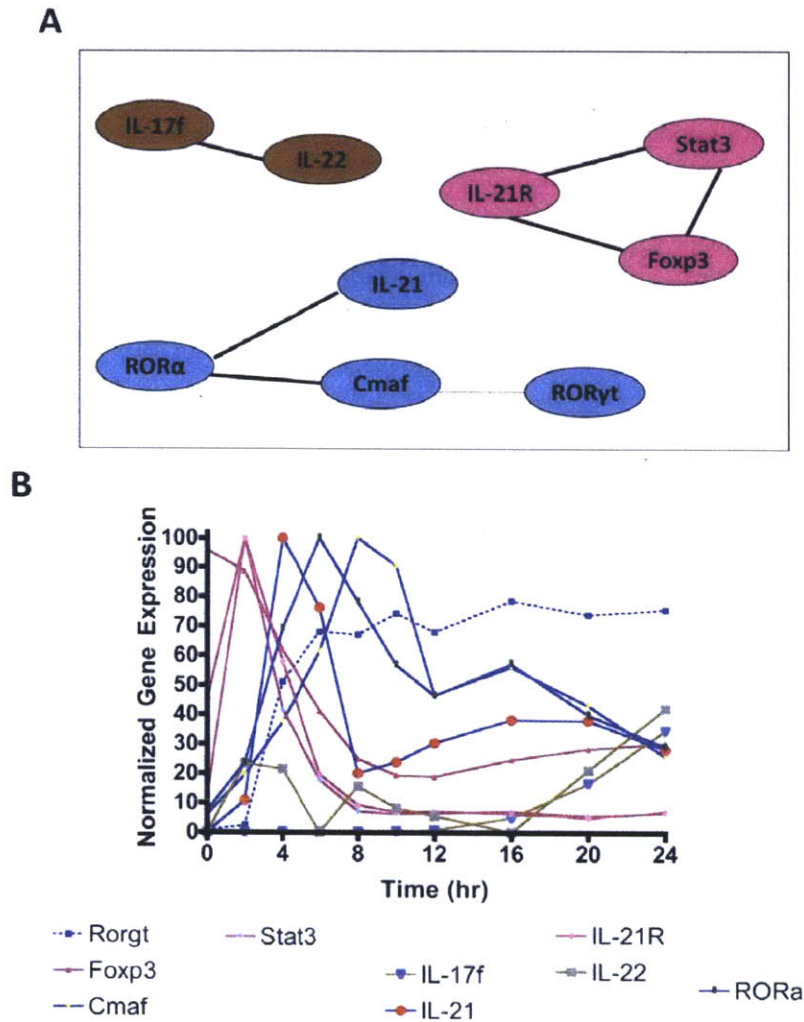 A
IL-17f
IL-22
Stat3
IL-21R
Foxp3
IL-21
RORα
Cmaf
RORγt
B
Normalized Gene Expression
100
90
80
70
60
50
40
30
20
10
0
0 4 8 12 16 20 24
Time (hr)
Rorgt Stat3 IL-21R
Foxp3 IL-17f IL-22
Cmaf IL-21 RORa